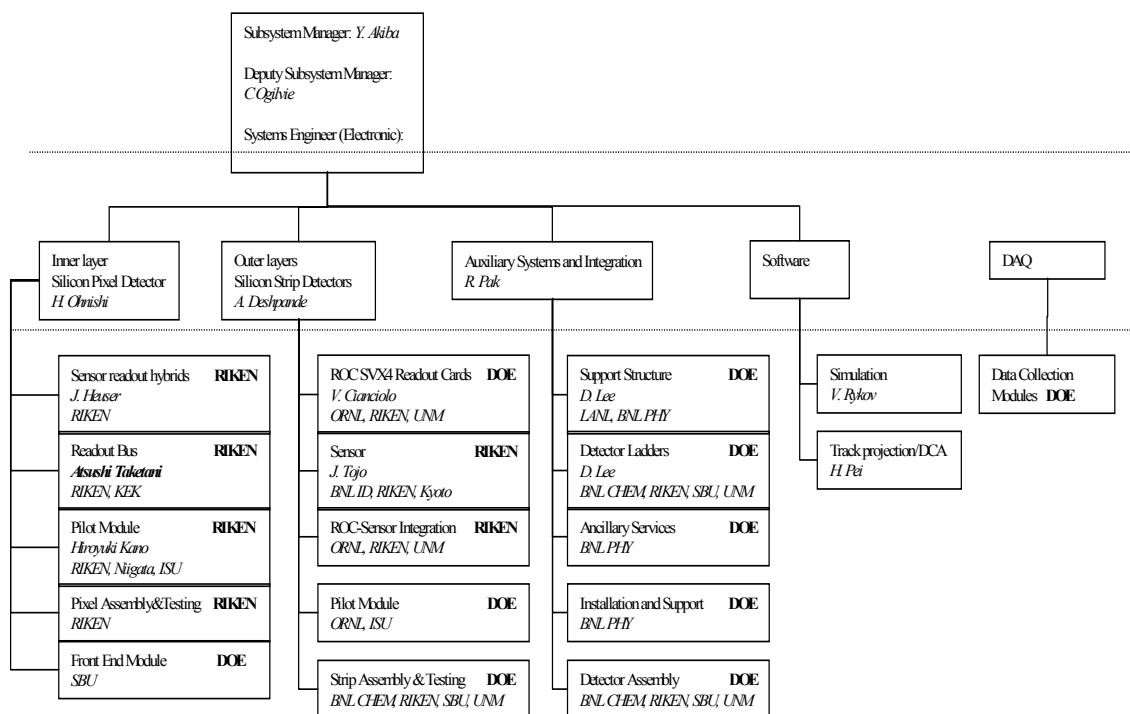 Subsystem Manager: Y. Akiba
Deputy Subsystem Manager:
C Ogilvie
Systems Engineer (Electronic):
Inner layer
Silicon Pixel Detector
H. Ohnishi
Outer layers
Silicon Strip Detectors
A. Deshpande
Auxiliary Systems and Integration
R. Pak
Software
DAQ
Sensor readout hybrids RIKEN
J. Heuser
RIKEN
Readout Bus RIKEN
Atsushi Taketani
RIKEN, KEK
Pilot Module RIKEN
Hiroyuki Kano
RIKEN, Niigata, ISU
Pixel Assembly&Testing RIKEN
RIKEN
Front End Module DOE
SBU
ROC SVX4 Readout Cards DOE
V. Cianciolo
ORNL, RIKEN, UNM
Sensor RIKEN
J. Tojo
BNL ID, RIKEN, Kyoto
ROC-Sensor Integration RIKEN
ORNL, RIKEN, UNM
Pilot Module DOE
ORNL, ISU
Strip Assembly & Testing DOE
BNL CHEM, RIKEN, SBU, UNM
Support Structure DOE
D. Lee
LANL, BNL PHY
Detector Ladders DOE
D. Lee
BNL CHEM, RIKEN, SBU, UNM
Ancillary Services DOE
BNL PHY
Installation and Support DOE
BNL PHY
Detector Assembly DOE
BNL CHEM, RIKEN, SBU, UNM
Simulation
V. Rykov
Track projection/DCA
H. Pei
Data Collection
Modules DOE